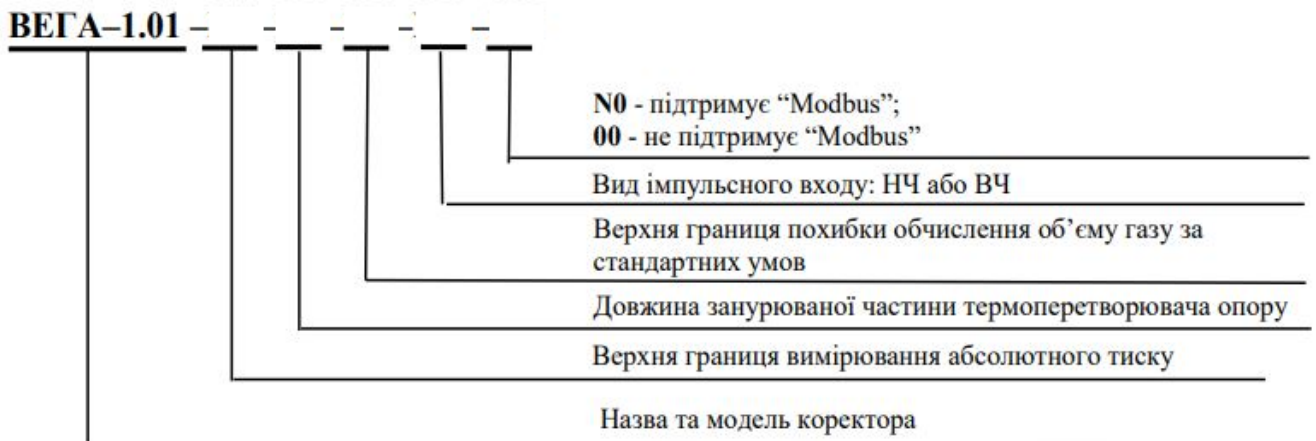 ВЕГА–1.01 – – – – –
N0 - підтримує “Modbus”;
00 - не підтримує “Modbus”
Вид імпульсного входу: НЧ або ВЧ
Верхня границя похибки обчислення об’єму газу за
стандартних умов
Довжина занурюваної частини термоперетворювача опору
Верхня границя вимірювання абсолютного тиску
Назва та модель коректора